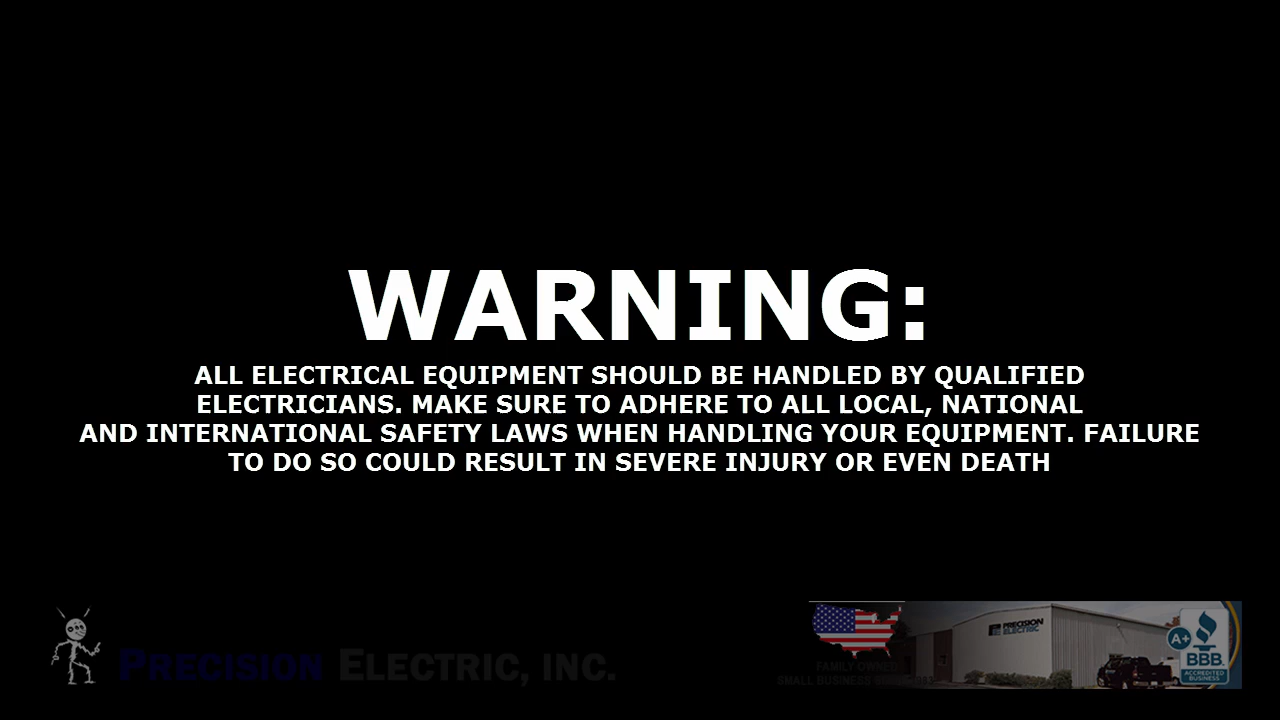 WARNING:
ALL ELECTRICAL EQUIPMENT SHOULD BE HANDLED BY QUALIFIED
ELECTRICIANS. MAKE SURE TO ADHERE TO ALL LOCAL, NATIONAL
AND INTERNATIONAL SAFETY LAWS WHEN HANDLING YOUR EQUIPMENT. FAILURE
TO DO SO COULD RESULT IN SEVERE INJURY OR EVEN DEATH
PRECISION ELECTRIC, INC.
FAMILY OWNED
SMALL BUSINESS
PRECISION
ELECTRIC
A+
BBB
ACCREDITED
BUSINESS